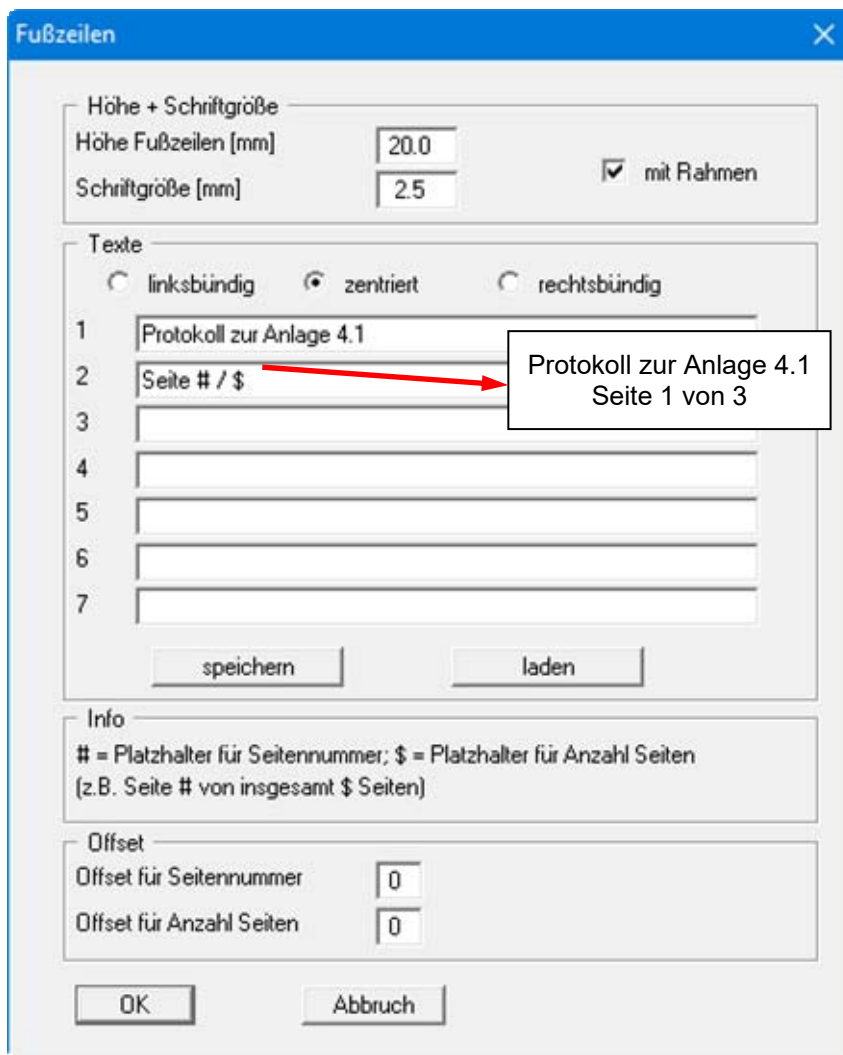 Fußzeilen
Höhe + Schriftgröße
Höhe Fußzeilen [mm] 20.0
mit Rahmen
Schriftgröße [mm] 2.5
Texte
linksbündig zentriert rechtsbündig
1 Protokoll zur Anlage 4.1
2 Seite # / $
Protokoll zur Anlage 4.1
Seite 1 von 3
3
4
5
6
7
speichern laden
Info
# = Platzhalter für Seitennummer; $ = Platzhalter für Anzahl Seiten
(z.B. Seite # von insgesamt $ Seiten)
Offset
Offset für Seitennummer 0
Offset für Anzahl Seiten 0
OK Abbruch